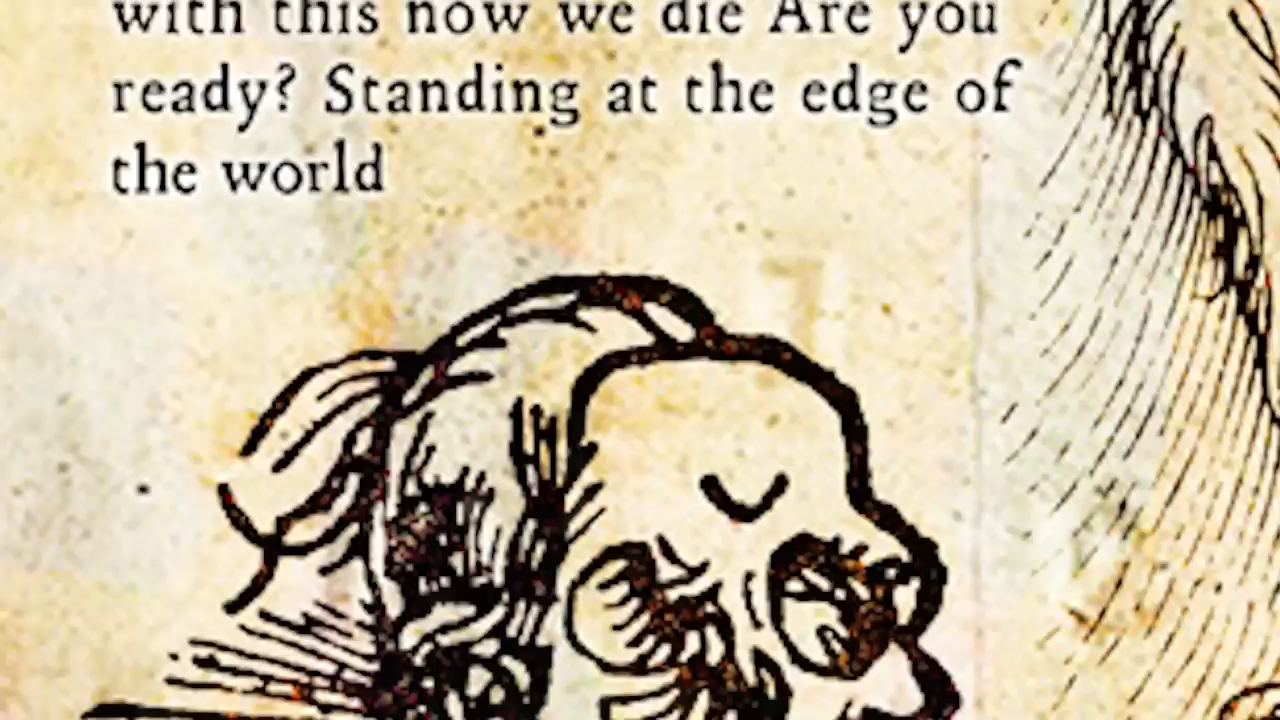 with this now we die Are you
ready? Standing at the edge of
the world